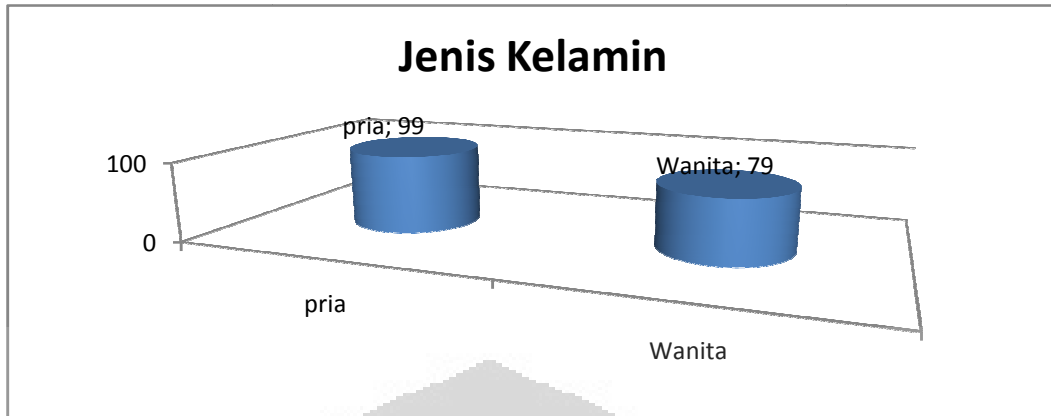 Jenis Kelamin
pria; 99
Wanita; 79
100
0
pria
Wanita